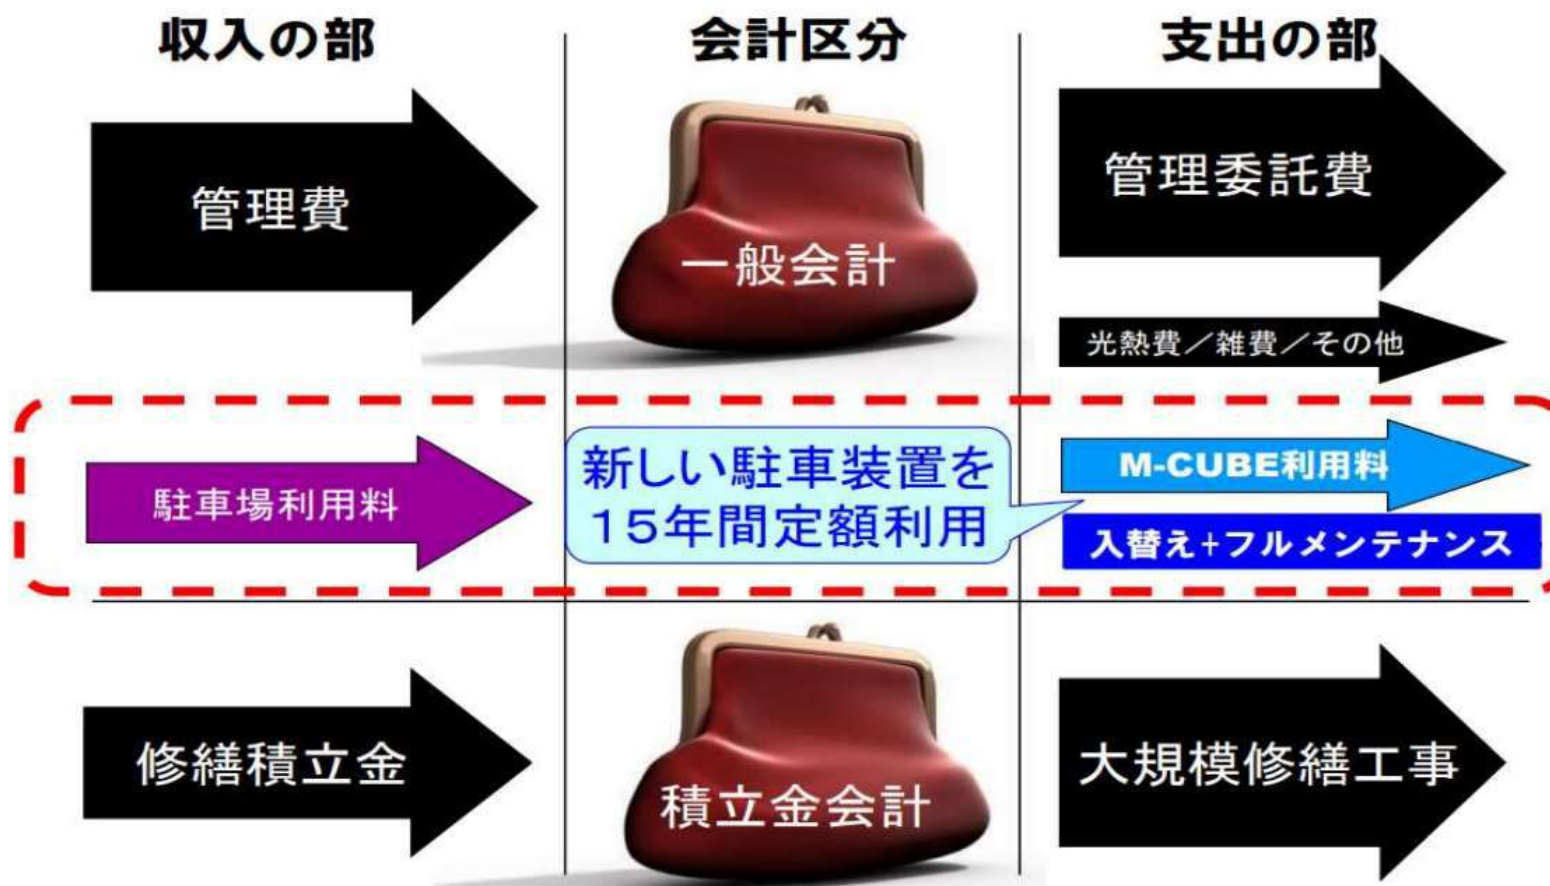 収入の部
会計区分
支出の部
管理費
一般会計
管理委託費
光熱費／雑費／その他
駐車場利用料
新しい駐車装置を
15年間定額利用
M-CUBE利用料
入替え+フルメンテナンス
修繕積立金
積立金会計
大規模修繕工事